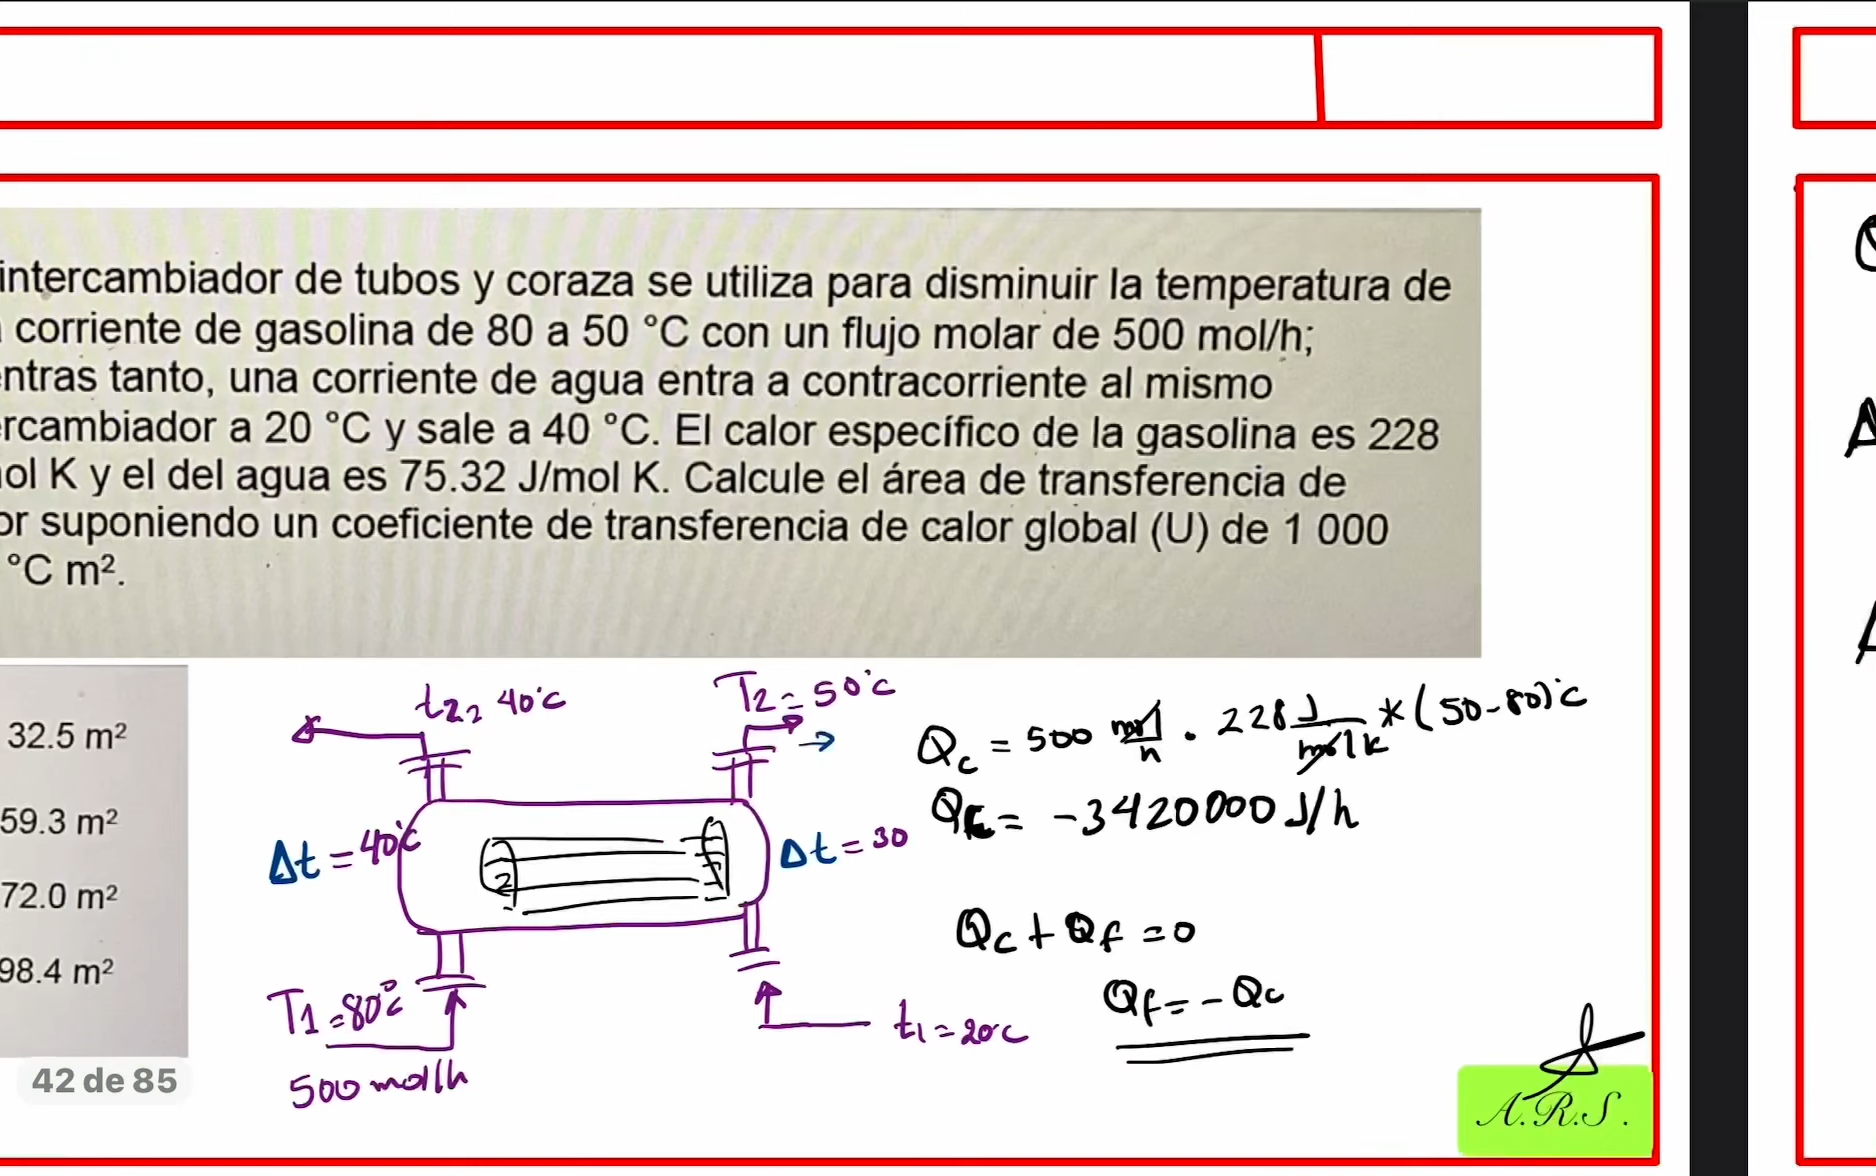 intercambiador de tubos y coraza se utiliza para disminuir la temperatura de
corriente de gasolina de 80 a 50 °C con un flujo molar de 500 mol/h;
entras tanto, una corriente de agua entra a contracorriente al mismo
ercambiador a 20 °C y sale a 40 °C. El calor específico de la gasolina es 228
ol K y el del agua es 75.32 J/mol K. Calcule el área de transferencia de
or suponiendo un coeficiente de transferencia de calor global (U) de 1 000
°C m².
32.5 m²
59.3 m²
72.0 m²
98.4 m²
42 de 85
t2= 40°C
T2= 50°C
Δt = 40°C
Δt = 30
T1=80°C
500 mol/h
t1=20°C
Qc = 500 mol/h . 228 J/mol K * (50-80)°C
Qc = -3420000 J/h
Qc + Qf = 0
Qf = - Qc
A.R.S.